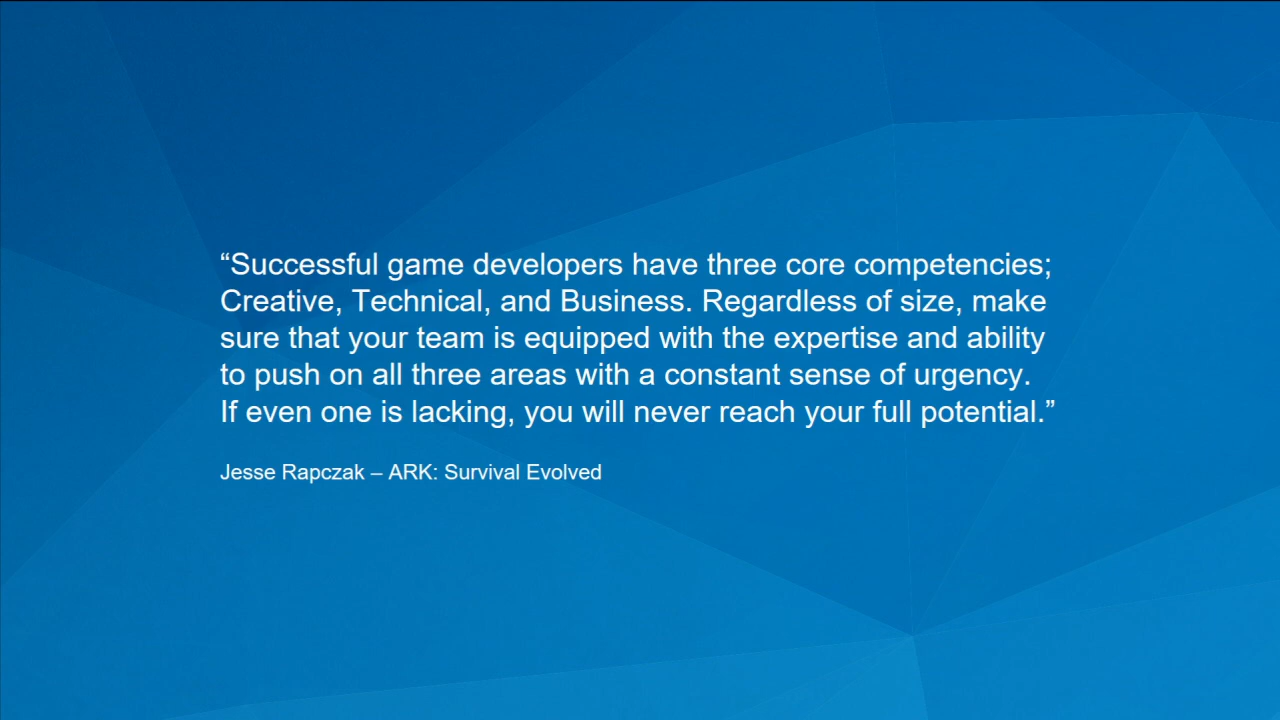 “Successful game developers have three core competencies;
Creative, Technical, and Business. Regardless of size, make
sure that your team is equipped with the expertise and ability
to push on all three areas with a constant sense of urgency.
If even one is lacking, you will never reach your full potential.”
Jesse Rapczak – ARK: Survival Evolved